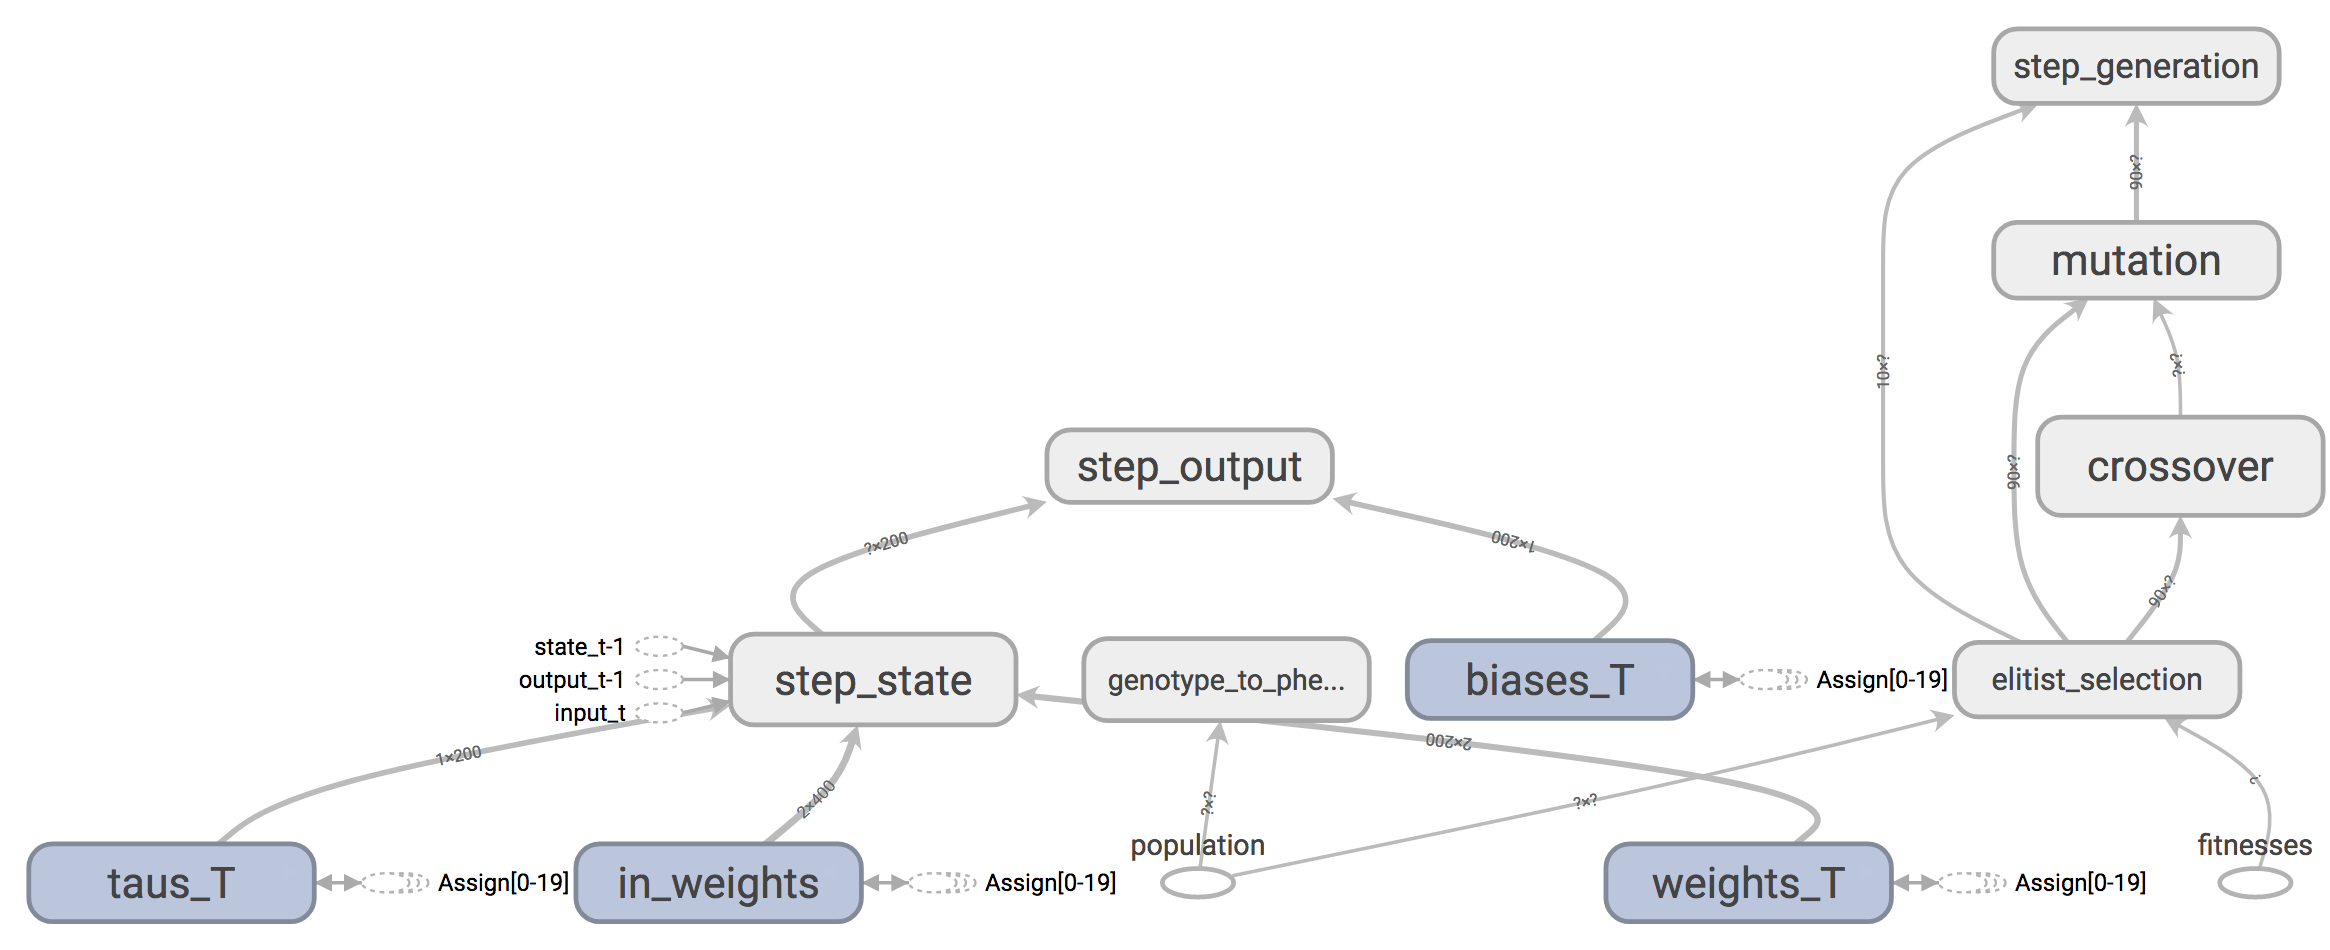 step_generation
90×?
mutation
10×?
?×?
90×?
crossover
step_output
?×200
1×200
90×?
state_t-1
output_t-1
input_t
step_state
genotype_to_phe...
biases_T
Assign[0-19]
elitist_selection
1×200
2×200
2×400
?×?
?×?
?
population
fitnesses
taus_T
Assign[0-19]
in_weights
Assign[0-19]
weights_T
Assign[0-19]